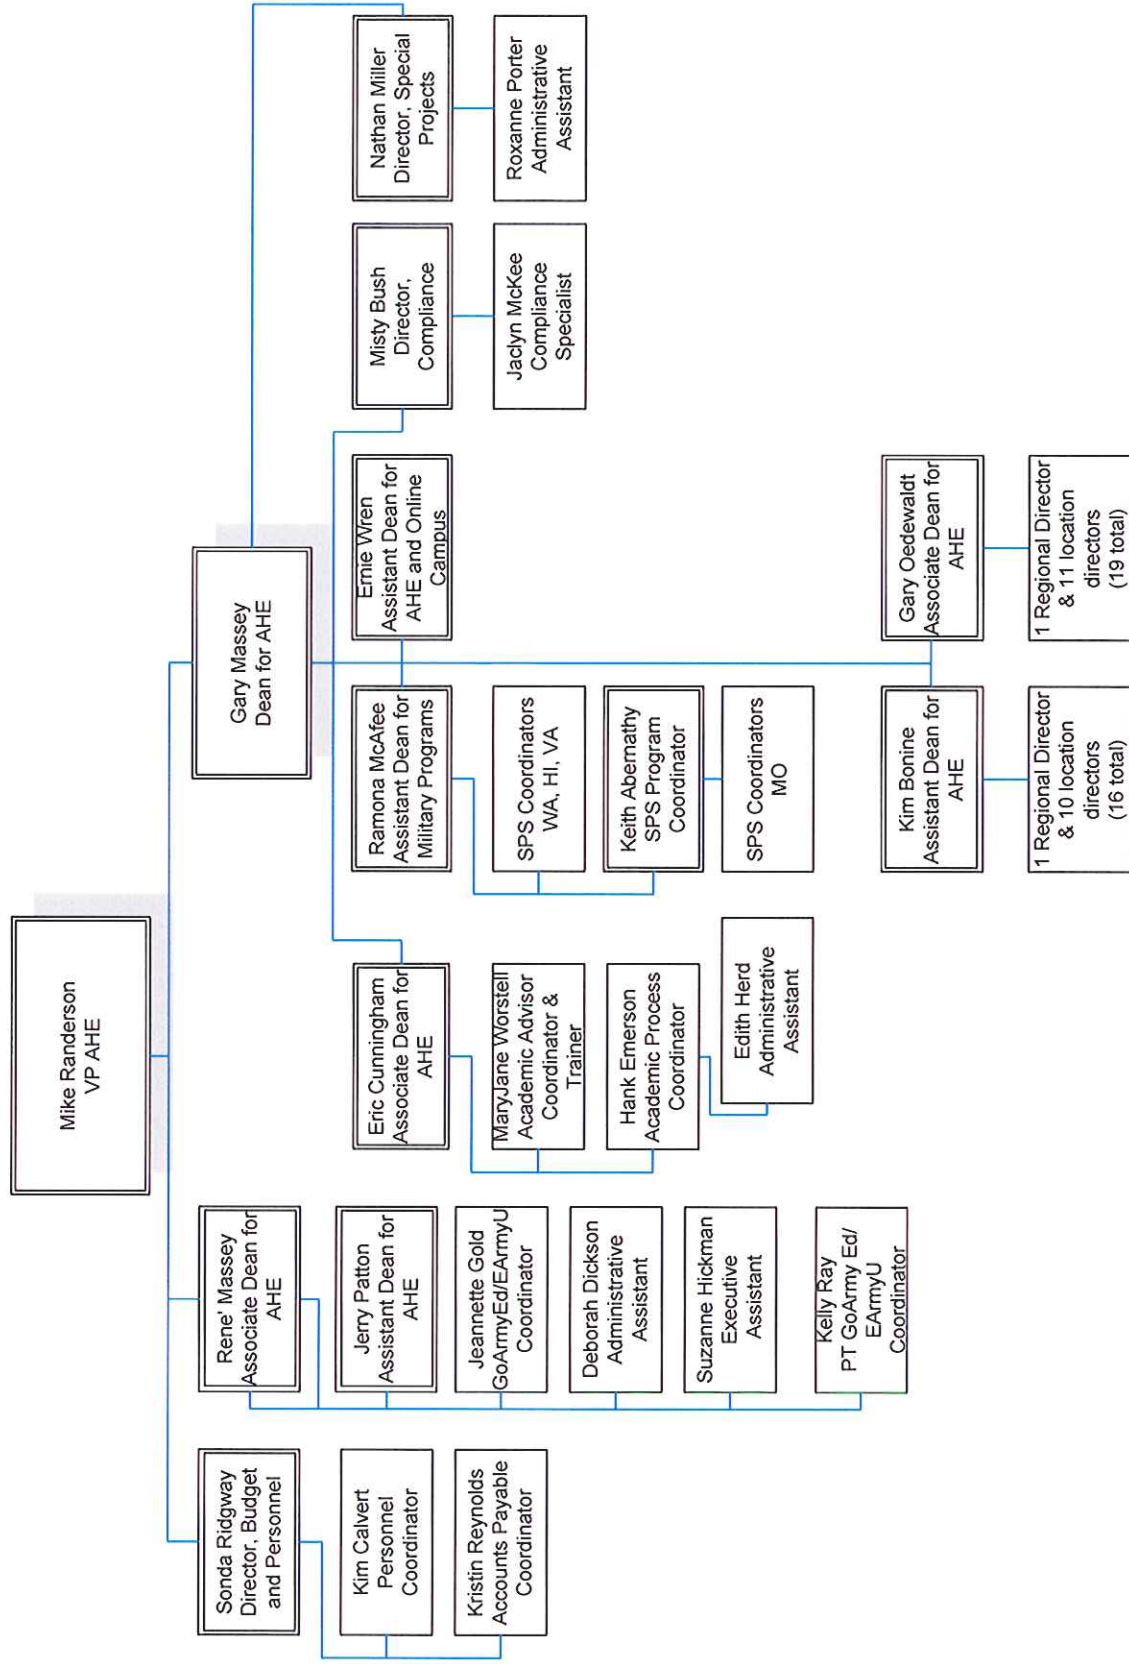 Mike Randerson
VP AHE
Sonda Ridgway
Director, Budget
and Personnel
Rene' Massey
Associate Dean for
AHE
Gary Massey
Dean for AHE
Kim Calvert
Personnel
Coordinator
Kristin Reynolds
Accounts Payable
Coordinator
Jerry Patton
Assistant Dean for
AHE
Jeannette Gold
GoArmyEd/EArmyU
Coordinator
Deborah Dickson
Administrative
Assistant
Suzanne Hickman
Executive
Assistant
Kelly Ray
PT GoArmy Ed/
EArmyU
Coordinator
Eric Cunningham
Associate Dean for
AHE
MaryJane Worstell
Academic Advisor
Coordinator &
Trainer
Hank Emerson
Academic Process
Coordinator
Edith Herd
Administrative
Assistant
Ramona McAfee
Assistant Dean for
Military Programs
SPS Coordinators
WA, HI, VA
Keith Abernathy
SPS Program
Coordinator
SPS Coordinators
MO
Ernie Wren
Assistant Dean for
AHE and Online
Campus
Misty Bush
Director,
Compliance
Jaclyn McKee
Compliance
Specialist
Nathan Miller
Director, Special
Projects
Roxanne Porter
Administrative
Assistant
Kim Bonine
Assistant Dean for
AHE
1 Regional Director
& 10 location
directors
(16 total)
Gary Oedewaldt
Associate Dean for
AHE
1 Regional Director
& 11 location
directors
(19 total)